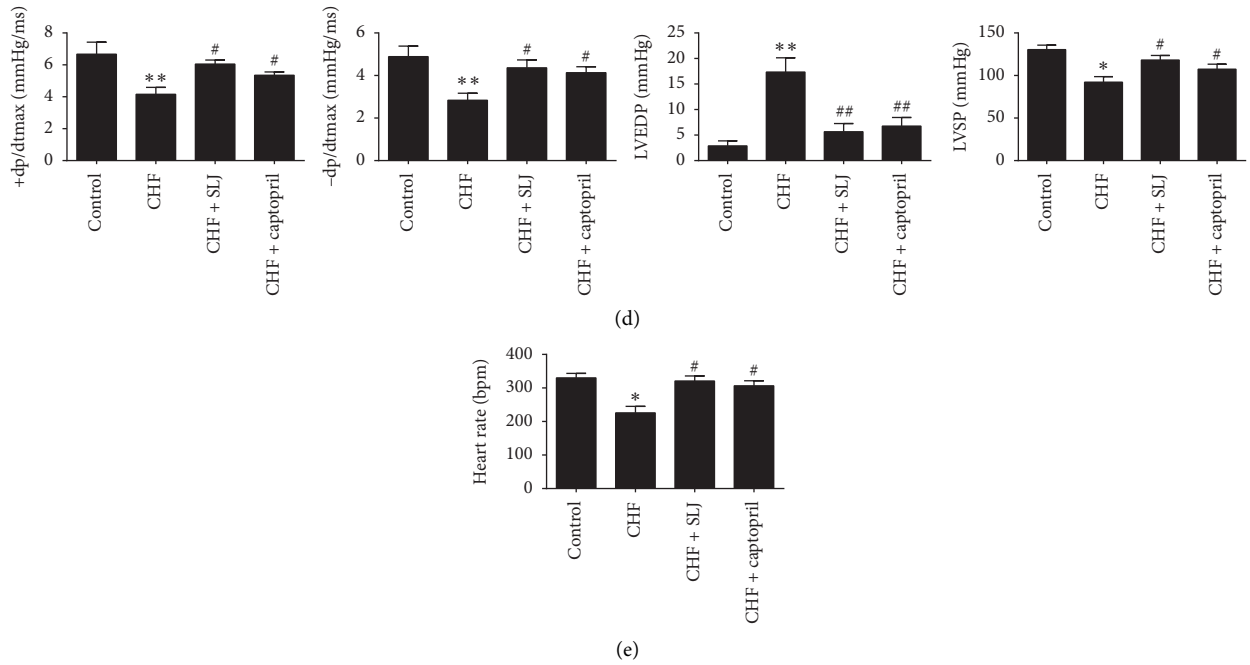 +dp/dtmax (mmHg/ms)
8
6
4
2
0
**
#
#
Control
CHF
CHF + SLJ
CHF + captopril
−dp/dtmax (mmHg/ms)
6
4
2
0
**
#
#
Control
CHF
CHF + SLJ
CHF + captopril
LVEDP (mmHg)
25
20
15
10
5
0
**
##
##
Control
CHF
CHF + SLJ
CHF + captopril
LVSP (mmHg)
150
100
50
0
*
#
#
Control
CHF
CHF + SLJ
CHF + captopril
(d)
Heart rate (bpm)
400
300
200
100
0
*
#
#
Control
CHF
CHF + SLJ
CHF + captopril
(e)